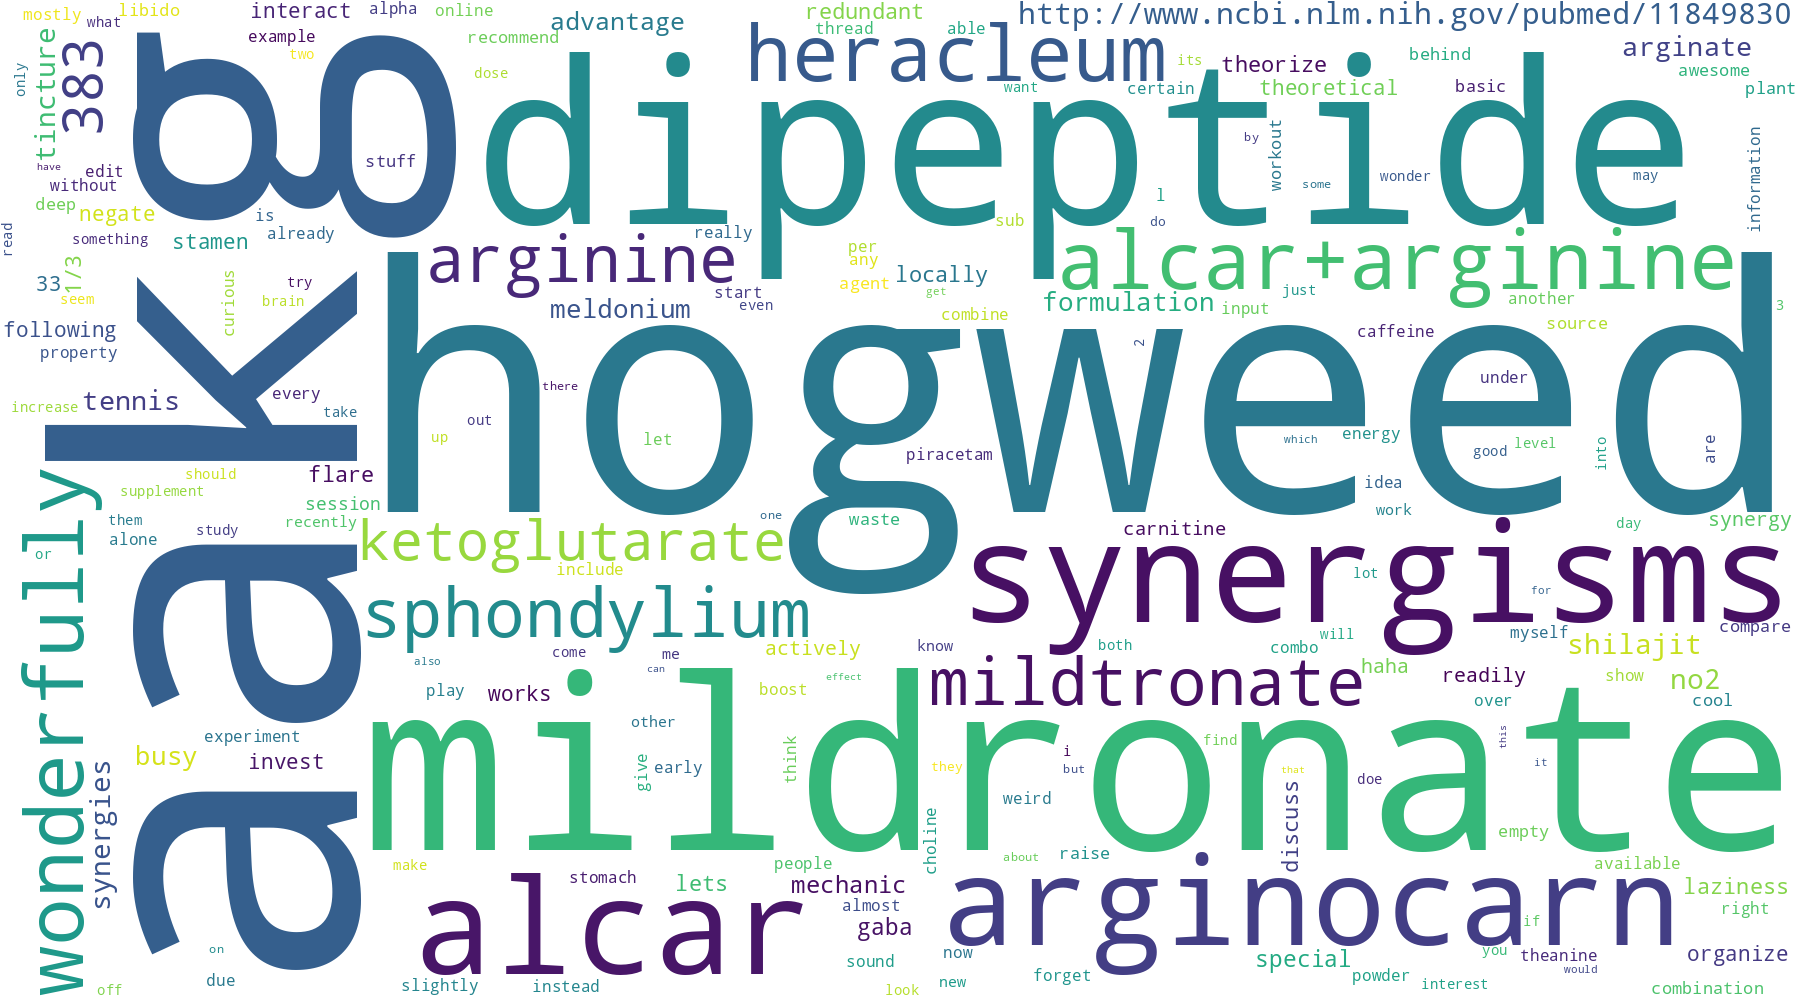 mostly
what
libido
interact
alpha
online
example
two
recommend
advantage
redundant
thread
able
http://www.ncbi.nlm.nih.gov/pubmed/11849830
heracleum
its
theorize
behind
arginate
awesome
only
tincture
383
dose
want
certain
theoretical
basic
plant
aakg
dipeptide
stuff
have
edit
without
deep
negate
by
workout
some
wonder
may
information
l
do
sub
is
already
stamen
something
read
really
per
any
arginine
locally
alcar+arginine
33
1/3
seem
curious
try
brain
meldonium
start
even
agent
get
combine
formulation
input
just
another
source
3
following
property
hogweed
2
caffeine
increase
tennis
every
take
there
out
up
let
piracetam
which
energy
good
under
level
idea
into
are
work
should
supplement
flare
session
recently
them
alone
study
or
wonderfully
one
waste
carnitine
day
synergy
ketoglutarate
include
synergisms
sphondylium
lot
for
will
myself
compare
actively
know
both
combo
shilajit
also
come
me
can
effect
mildtronate
haha
readily
show
no2
play
works
boost
over
cool
other
experiment
busy
invest
synergies
mildronate
give
early
think
they
i
but
find
that
this
it
doe
weird
discuss
empty
choline
make
people
about
raise
available
stomach
lets
mechanic
laziness
alcar
almost
gaba
arginocarn
right
if
on
due
off
slightly
instead
sound
look
now
new
forget
special
powder
you
theanine
would
interest
organize
combination